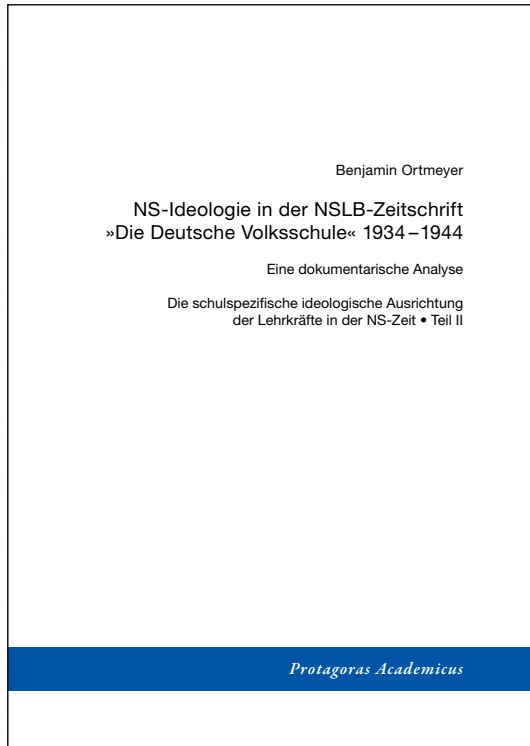 Benjamin Ortmeyer
NS-Ideologie in der NSLB-Zeitschrift
»Die Deutsche Volksschule« 1934–1944
Eine dokumentarische Analyse
Die schulspezifische ideologische Ausrichtung
der Lehrkräfte in der NS-Zeit • Teil II
Protagoras Academicus